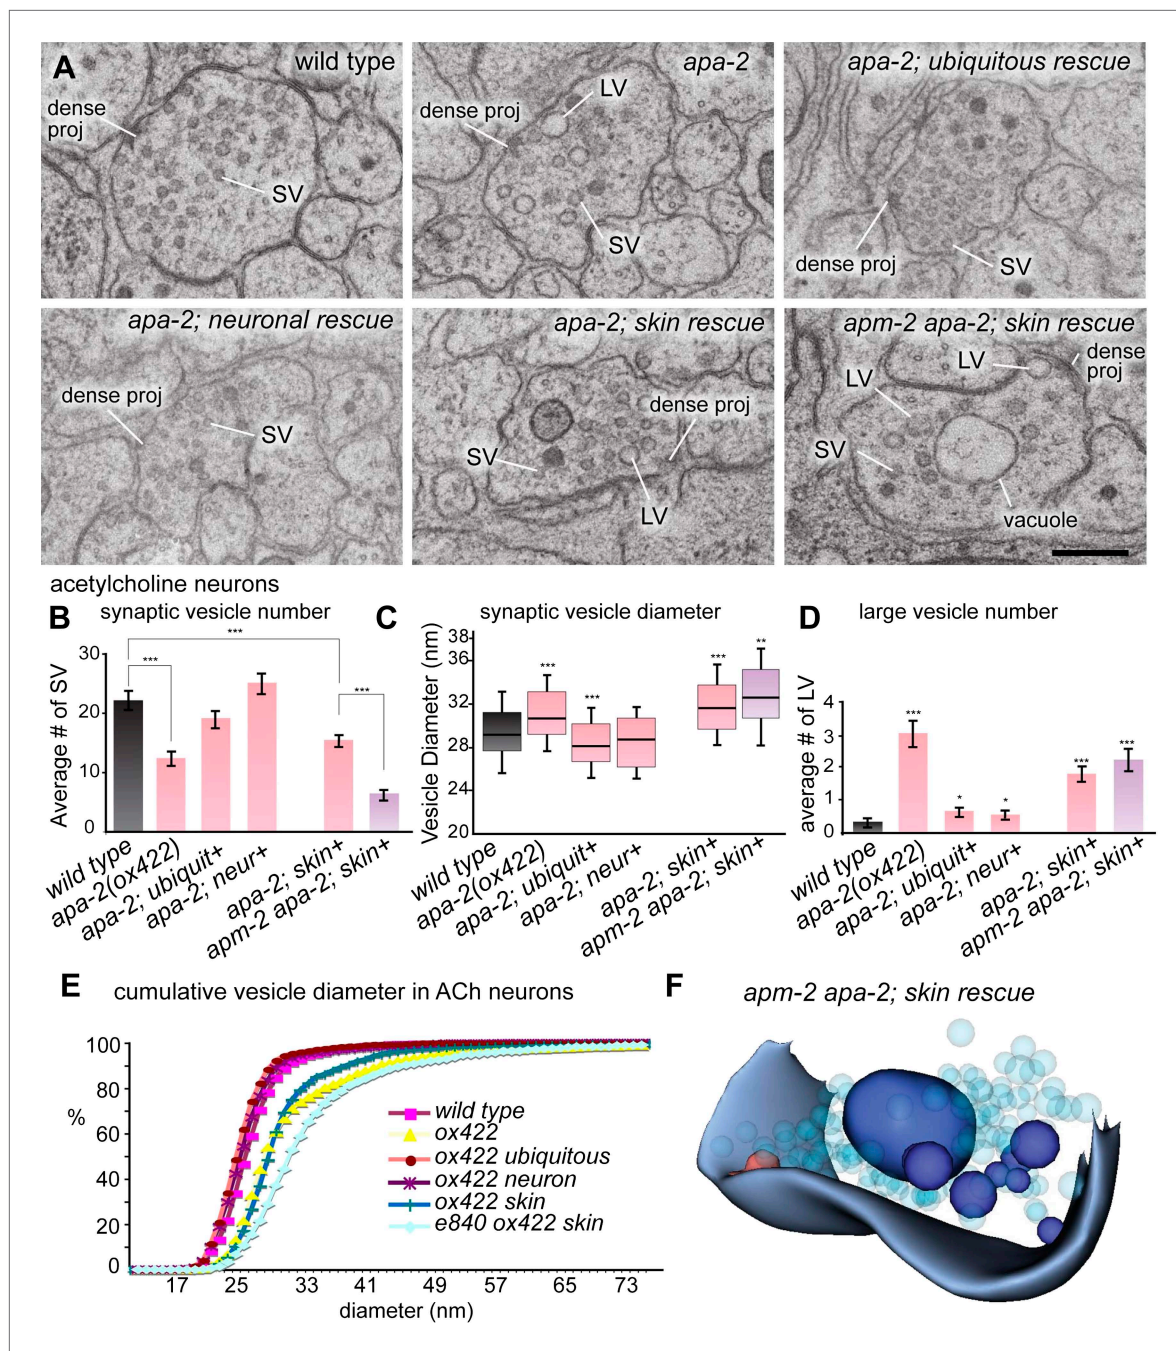 A
wild type
dense
proj
SV
apa-2
LV
dense proj
SV
apa-2; ubiquitous rescue
dense proj
SV
apa-2; neuronal rescue
dense proj
SV
apa-2; skin rescue
dense proj
SV
LV
apm-2 apa-2; skin rescue
LV
dense
proj
LV
SV
vacuole
acetylcholine neurons
B synaptic vesicle number
Average # of SV
30
20
10
0
***
***
***
wild type
apa-2(ox422)
apa-2; ubiquit+
apa-2; neur+
apa-2; skin+
apm-2 apa-2; skin+
C synaptic vesicle diameter
Vesicle Diameter (nm)
38
36
32
28
24
20
***
***
***
**
wild type
apa-2(ox422)
apa-2; ubiquit+
apa-2; neur+
apa-2; skin+
apm-2 apa-2; skin+
D large vesicle number
average # of LV
4
3
2
1
0
***
*
*
***
***
wild type
apa-2(ox422)
apa-2; ubiquit+
apa-2; neur+
apa-2; skin+
apm-2 apa-2; skin+
E cumulative vesicle diameter in ACh neurons
%
100
80
60
40
20
0
17 25 33 41 49 57 65 73
diameter (nm)
wild type
ox422
ox422 ubiquitous
ox422 neuron
ox422 skin
e840 ox422 skin
F apm-2 apa-2; skin rescue